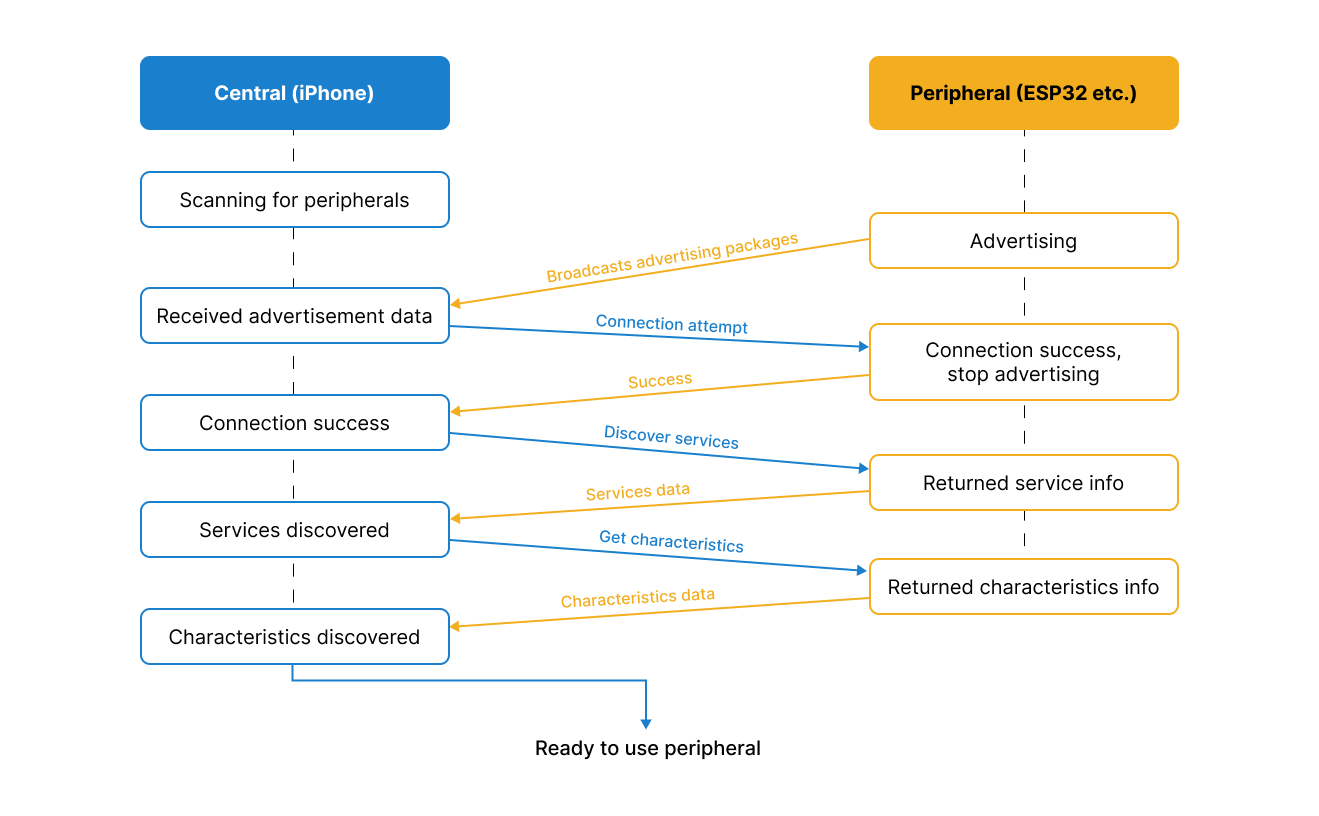 Central (iPhone)
Peripheral (ESP32 etc.)
Scanning for peripherals
Advertising
Broadcasts advertising packages
Received advertisement data
Connection attempt
Connection success,
stop advertising
Success
Connection success
Discover services
Returned service info
Services data
Services discovered
Get characteristics
Returned characteristics info
Characteristics data
Characteristics discovered
Ready to use peripheral